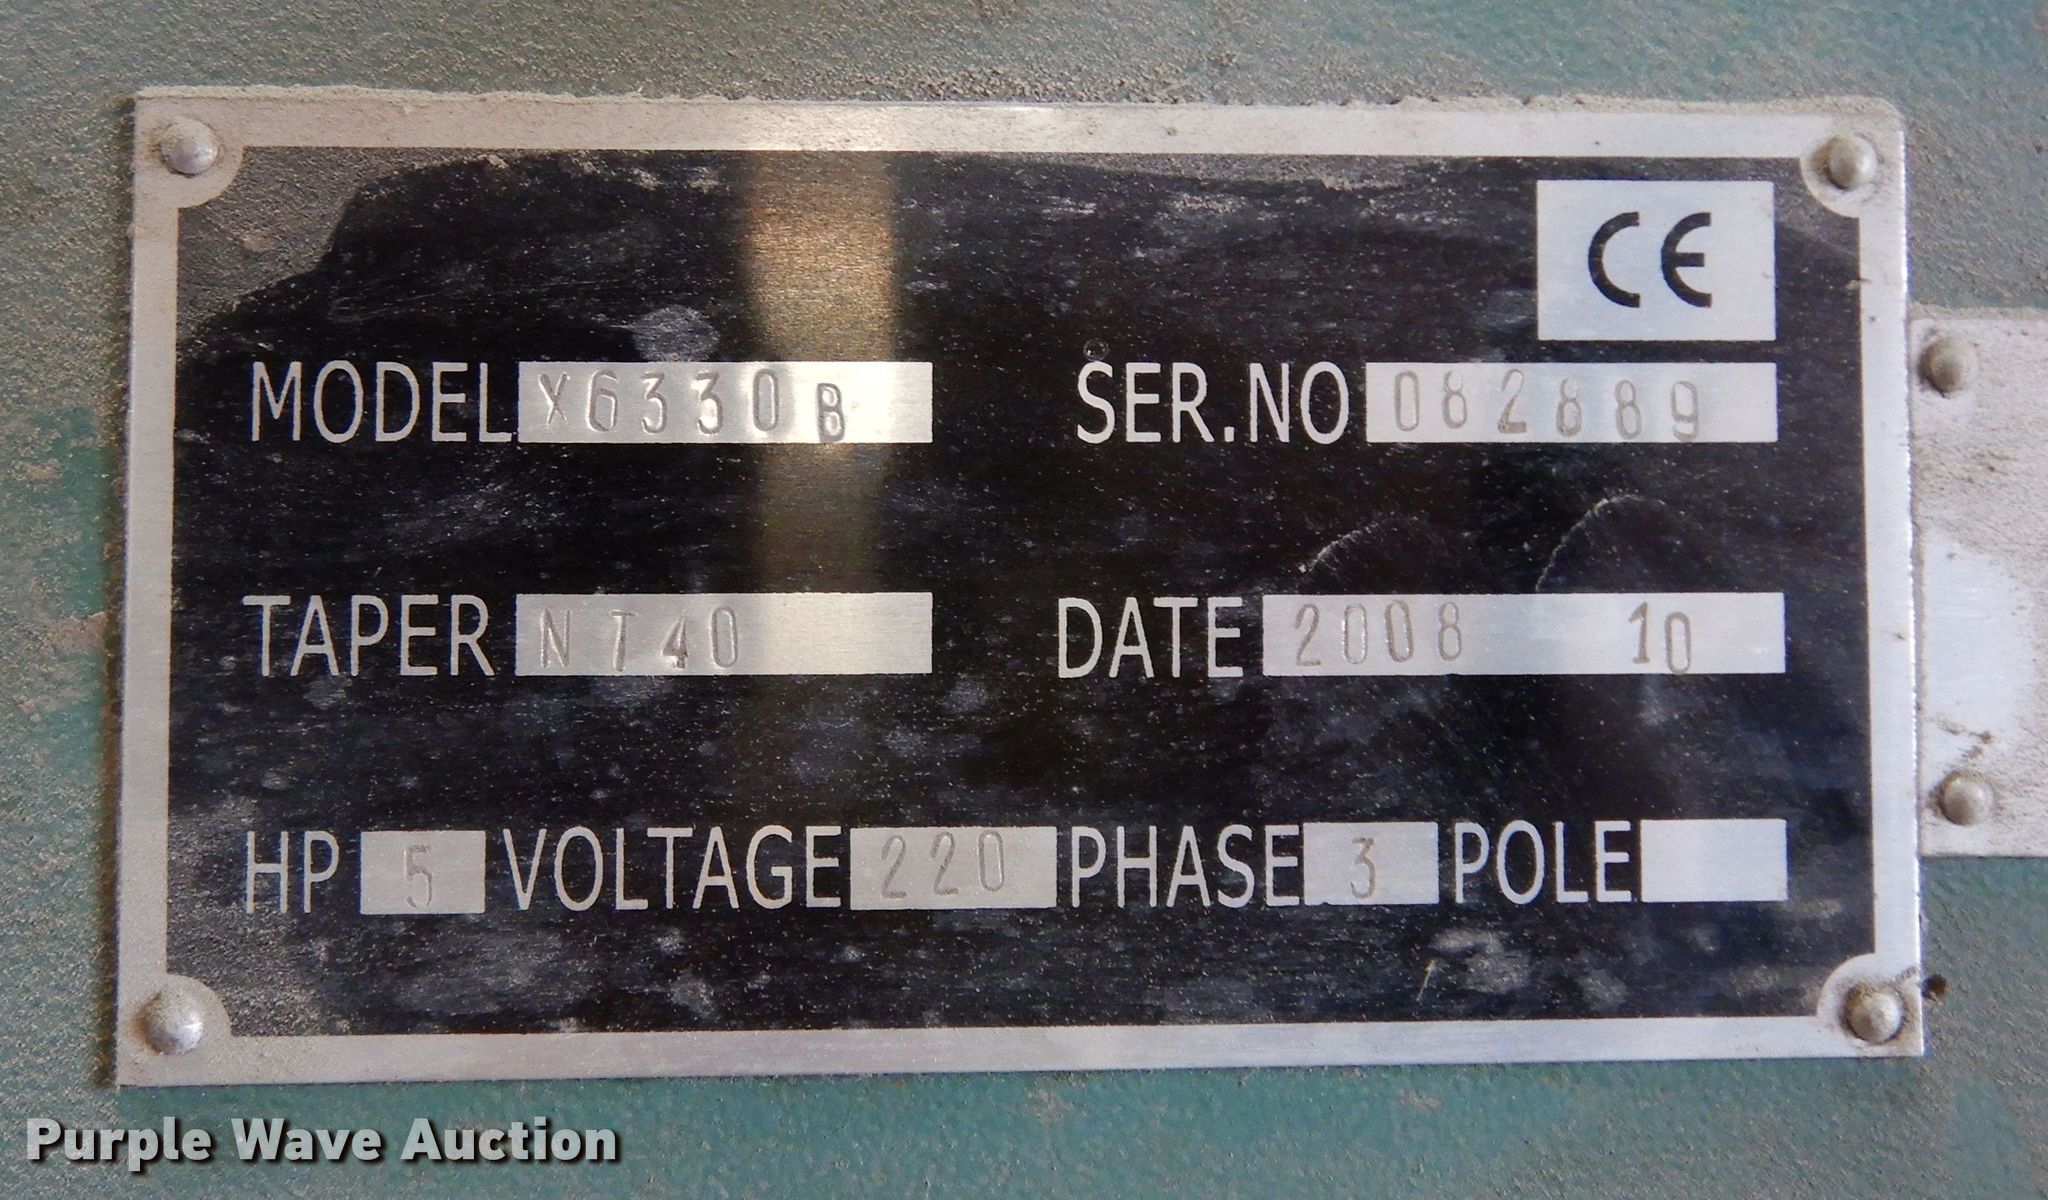 CE
MODEL X6330B SER.NO 082889
TAPER NT40 DATE 2008 10
HP 5 VOLTAGE 220 PHASE 3 POLE
Purple Wave Auction